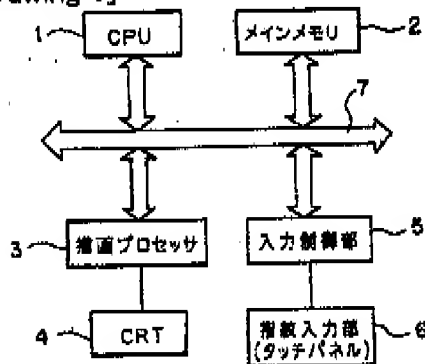 1 CPU
メインメモリ 2
7
3 描画プロセッサ
入力制御部 5
4 CRT
指紋入力部
(タッチパネル) 6